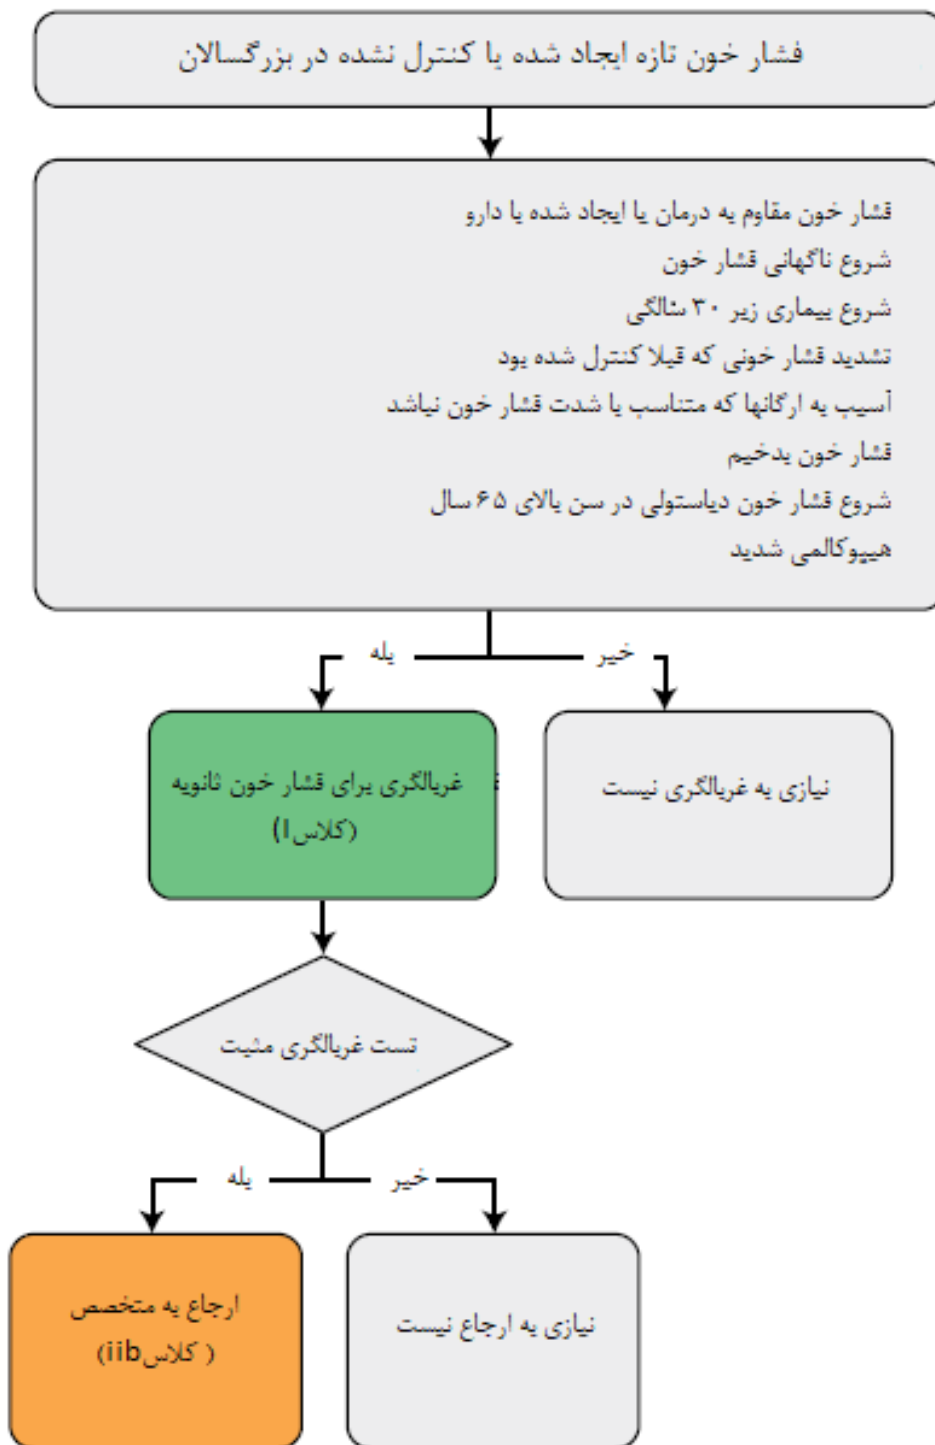 فشار خون تازه ایجاد شده یا کنترل نشده در بزرگسالان
فشار خون مقاوم به درمان یا ایجاد شده با دارو
شروع ناگهانی فشار خون
شروع بیماری زیر ۳۰ سالگی
تشدید فشار خونی که قبلا کنترل شده بود
آسیب به ارگانها که متناسب با شدت فشار خون نباشد
فشار خون بدخیم
شروع فشار خون دیاستولی در سن بالای ۶۵ سال
هیپوکالمی شدید
خیر
بله
نیازی به غربالگری نیست
غربالگری برای فشار خون ثانویه
(کلاسI)
تست غربالگری مثبت
خیر
بله
نیازی به ارجاع نیست
ارجاع به متخصص
( کلاسiib)